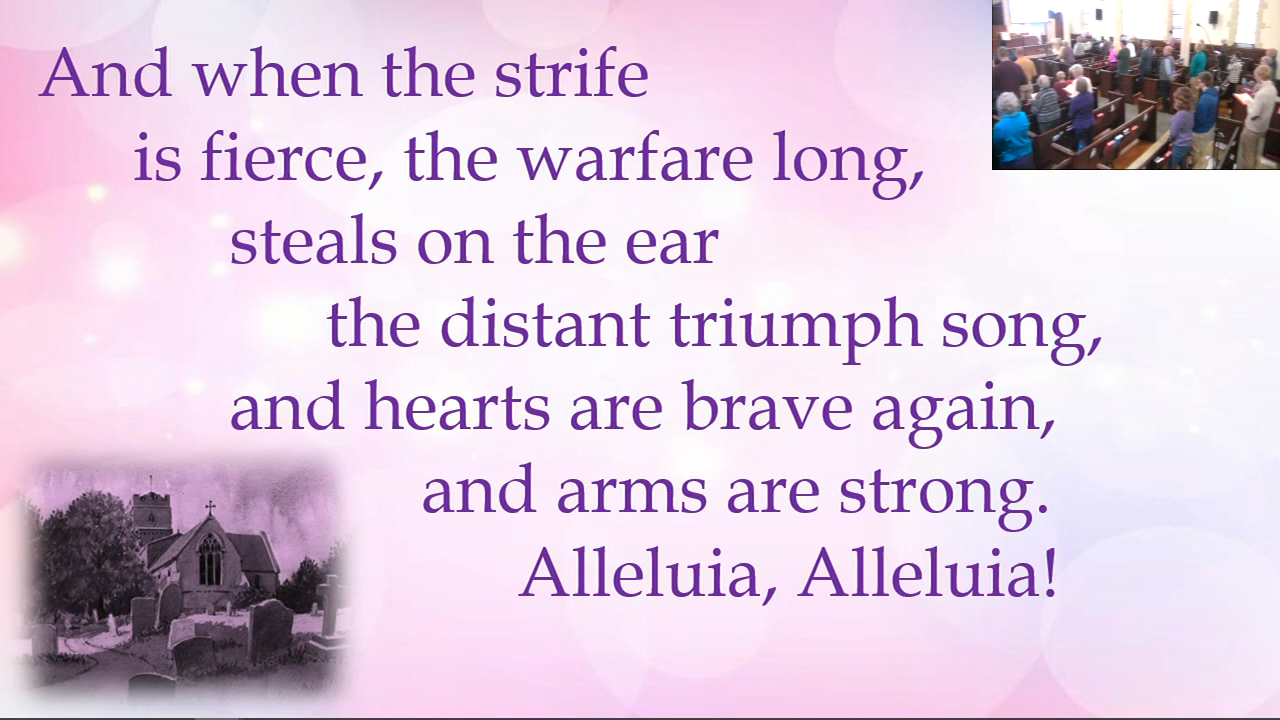 And when the strife
is fierce, the warfare long,
steals on the ear
the distant triumph song,
and hearts are brave again,
and arms are strong.
Alleluia, Alleluia!